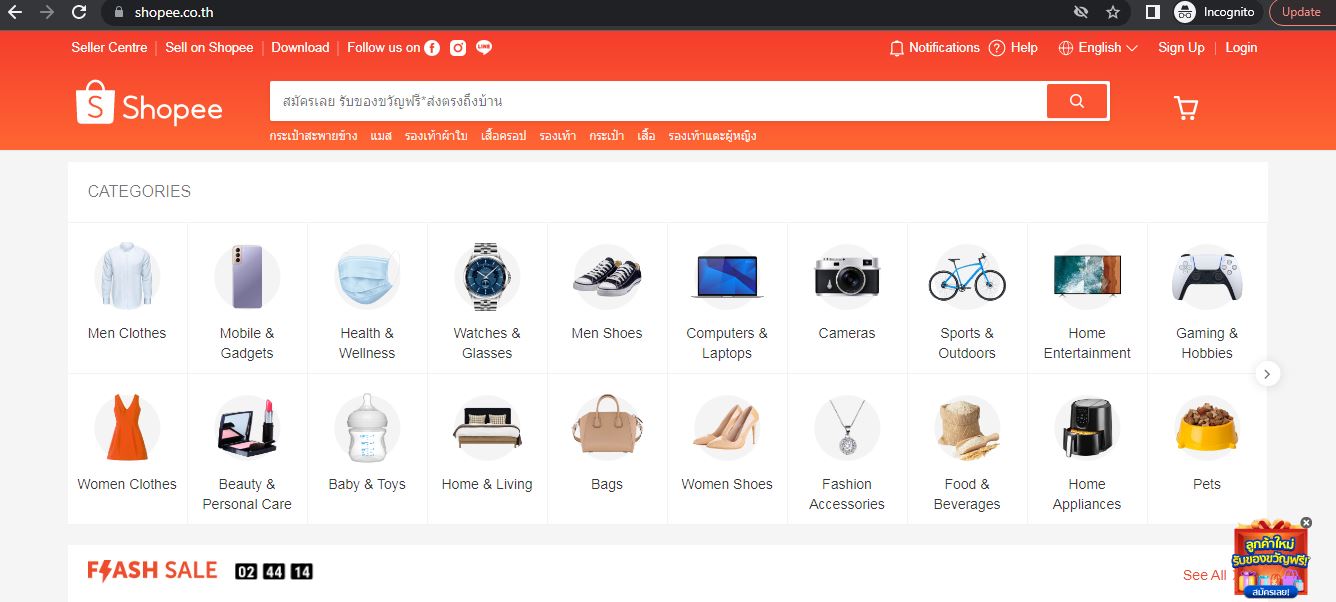 shopee.co.th
Incognito
Update
Seller Centre | Sell on Shopee | Download | Follow us on
LINE
Notifications
Help
English
Sign Up | Login
S Shopee
สมัครเลย รับของขวัญฟรี*ส่งตรงถึงบ้าน
กระเป๋าสะพายข้าง แมส รองเท้าผ้าใบ เสื้อครอป รองเท้า กระเป๋า เสื้อ รองเท้าแตะผู้หญิง
CATEGORIES
Men Clothes
Mobile &
Gadgets
Health &
Wellness
Watches &
Glasses
Men Shoes
Computers &
Laptops
Cameras
Sports &
Outdoors
Home
Entertainment
Gaming &
Hobbies
Women Clothes
Beauty &
Personal Care
Baby & Toys
Home & Living
Bags
Women Shoes
Fashion
Accessories
Food &
Beverages
Home
Appliances
Pets
FLASH SALE
02 44 14
See All
ลูกค้าใหม่
รับของขวัญฟรี!
สมัครเลย!